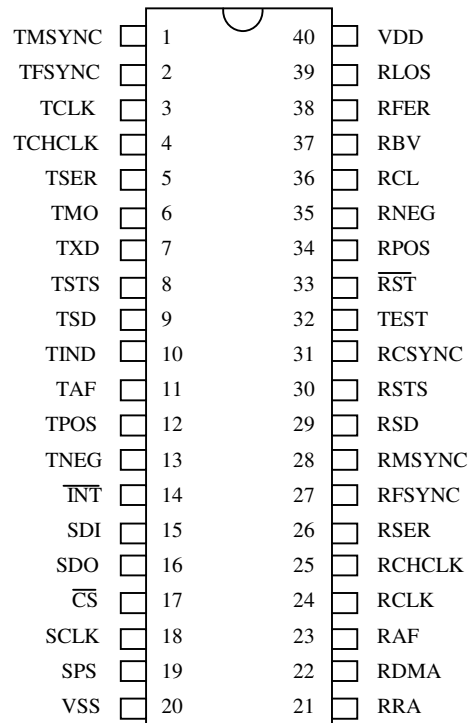 TMSYNC 1 40 VDD
TFSYNC 2 39 RLOS
TCLK 3 38 RFER
TCHCLK 4 37 RBV
TSER 5 36 RCL
TMO 6 35 RNEG
TXD 7 34 RPOS
TSTS 8 33 R̅S̅T̅
TSD 9 32 TEST
TIND 10 31 RCSYNC
TAF 11 30 RSTS
TPOS 12 29 RSD
TNEG 13 28 RMSYNC
I̅N̅T̅ 14 27 RFSYNC
SDI 15 26 RSER
SDO 16 25 RCHCLK
C̅S̅ 17 24 RCLK
SCLK 18 23 RAF
SPS 19 22 RDMA
VSS 20 21 RRA